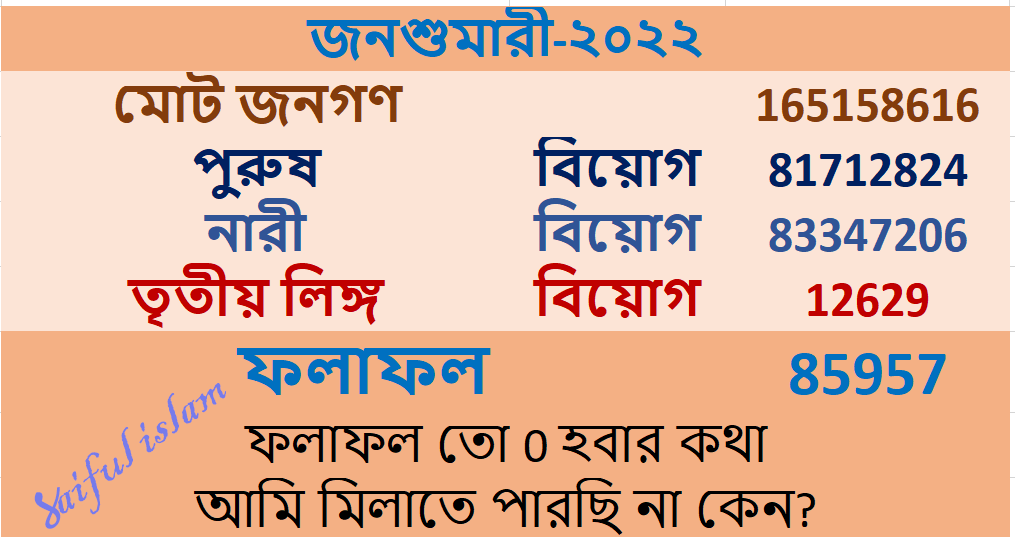 জনশুমারী-২০২২
মোট জনগণ 165158616
পুরুষ বিয়োগ 81712824
নারী বিয়োগ 83347206
তৃতীয় লিঙ্গ বিয়োগ 12629
ফলাফল 85957
Saiful islam
ফলাফল তো 0 হবার কথা
আমি মিলাতে পারছি না কেন?